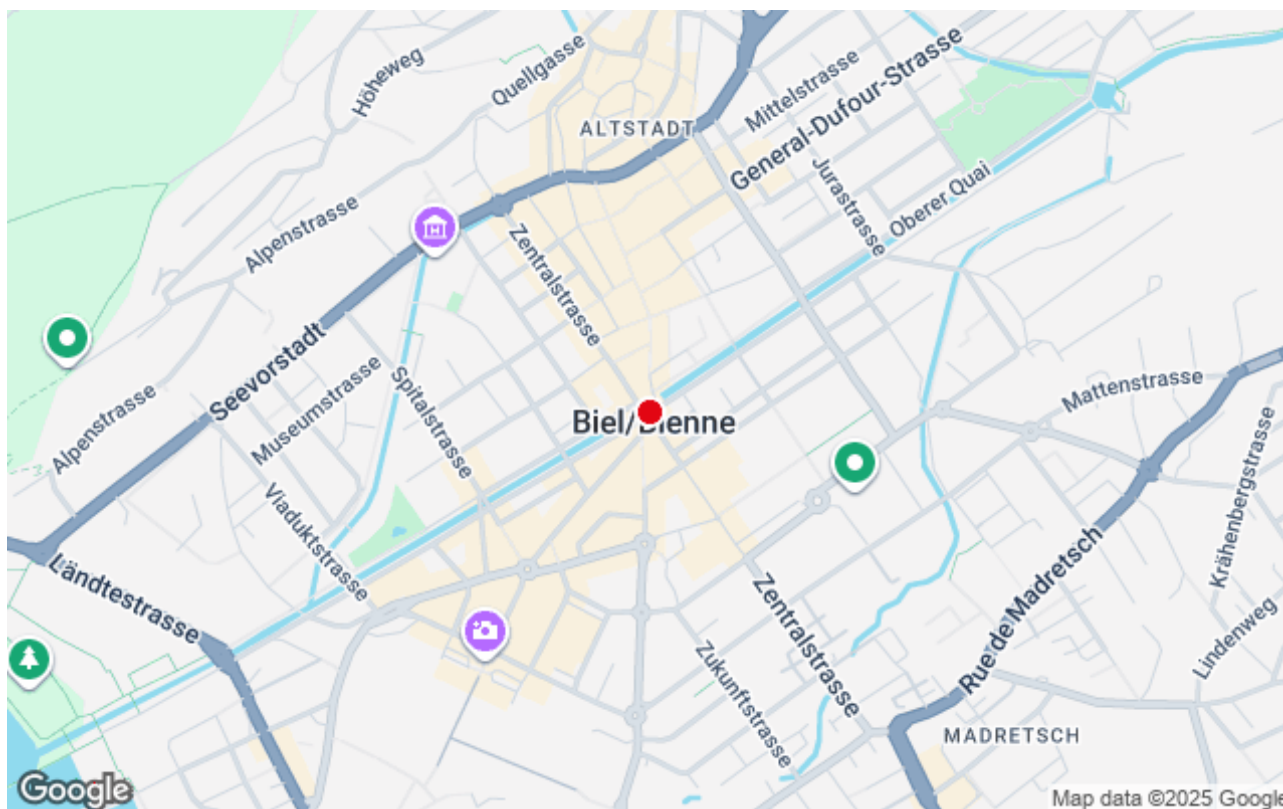 Höheweg
Quellgasse
ALTSTADT
Mittelstrasse
General-Dufour-Strasse
Jurastrasse
Oberer Quai
Alpenstrasse
Zentralstrasse
Seevorstadt
Museumstrasse
Spitalstrasse
Alpenstrasse
Viaduktstrasse
Biel/Bienne
Mattenstrasse
Krähenbergstrasse
Ländtestrasse
Rue de Madretsch
Zentralstrasse
Zukunftstrasse
Lindenweg
MADRETSCH
Google
Map data ©2025 Google